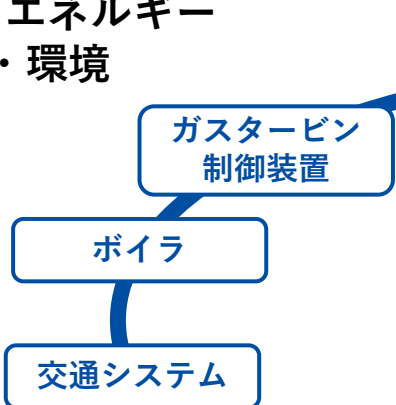 エネルギー
・環境
ガスタービン
制御装置
ボイラ
交通システム